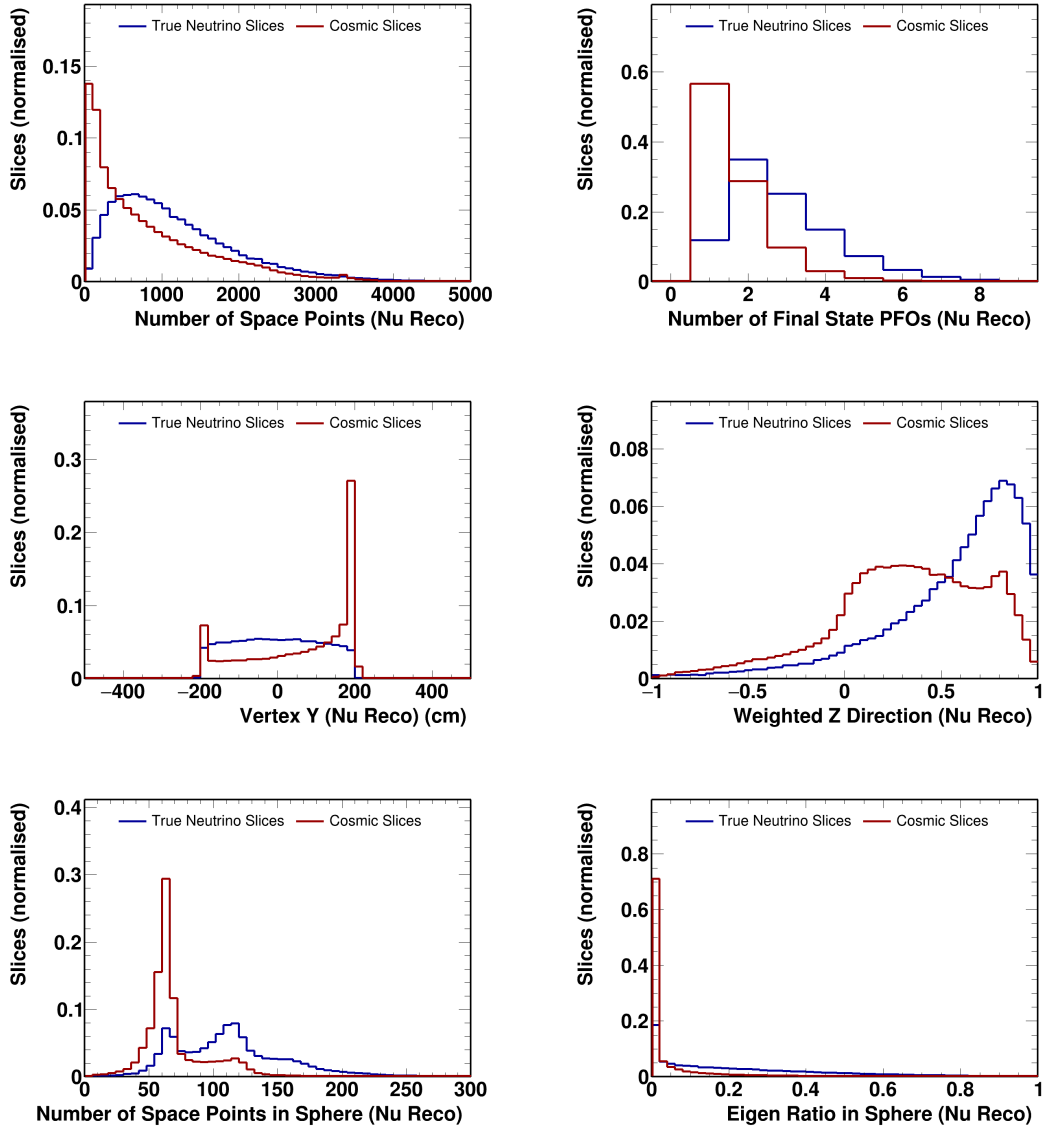 Slices (normalised)
True Neutrino Slices
Cosmic Slices
0.15
0.1
0.05
0
0 1000 2000 3000 4000 5000
Number of Space Points (Nu Reco)
Slices (normalised)
True Neutrino Slices
Cosmic Slices
0.6
0.4
0.2
0
0 2 4 6 8
Number of Final State PFOs (Nu Reco)
Slices (normalised)
True Neutrino Slices
Cosmic Slices
0.3
0.2
0.1
0
−400 −200 0 200 400
Vertex Y (Nu Reco) (cm)
Slices (normalised)
True Neutrino Slices
Cosmic Slices
0.08
0.06
0.04
0.02
0
−1 −0.5 0 0.5 1
Weighted Z Direction (Nu Reco)
Slices (normalised)
True Neutrino Slices
Cosmic Slices
0.4
0.3
0.2
0.1
0
0 50 100 150 200 250 300
Number of Space Points in Sphere (Nu Reco)
Slices (normalised)
True Neutrino Slices
Cosmic Slices
0.8
0.6
0.4
0.2
0
0 0.2 0.4 0.6 0.8 1
Eigen Ratio in Sphere (Nu Reco)